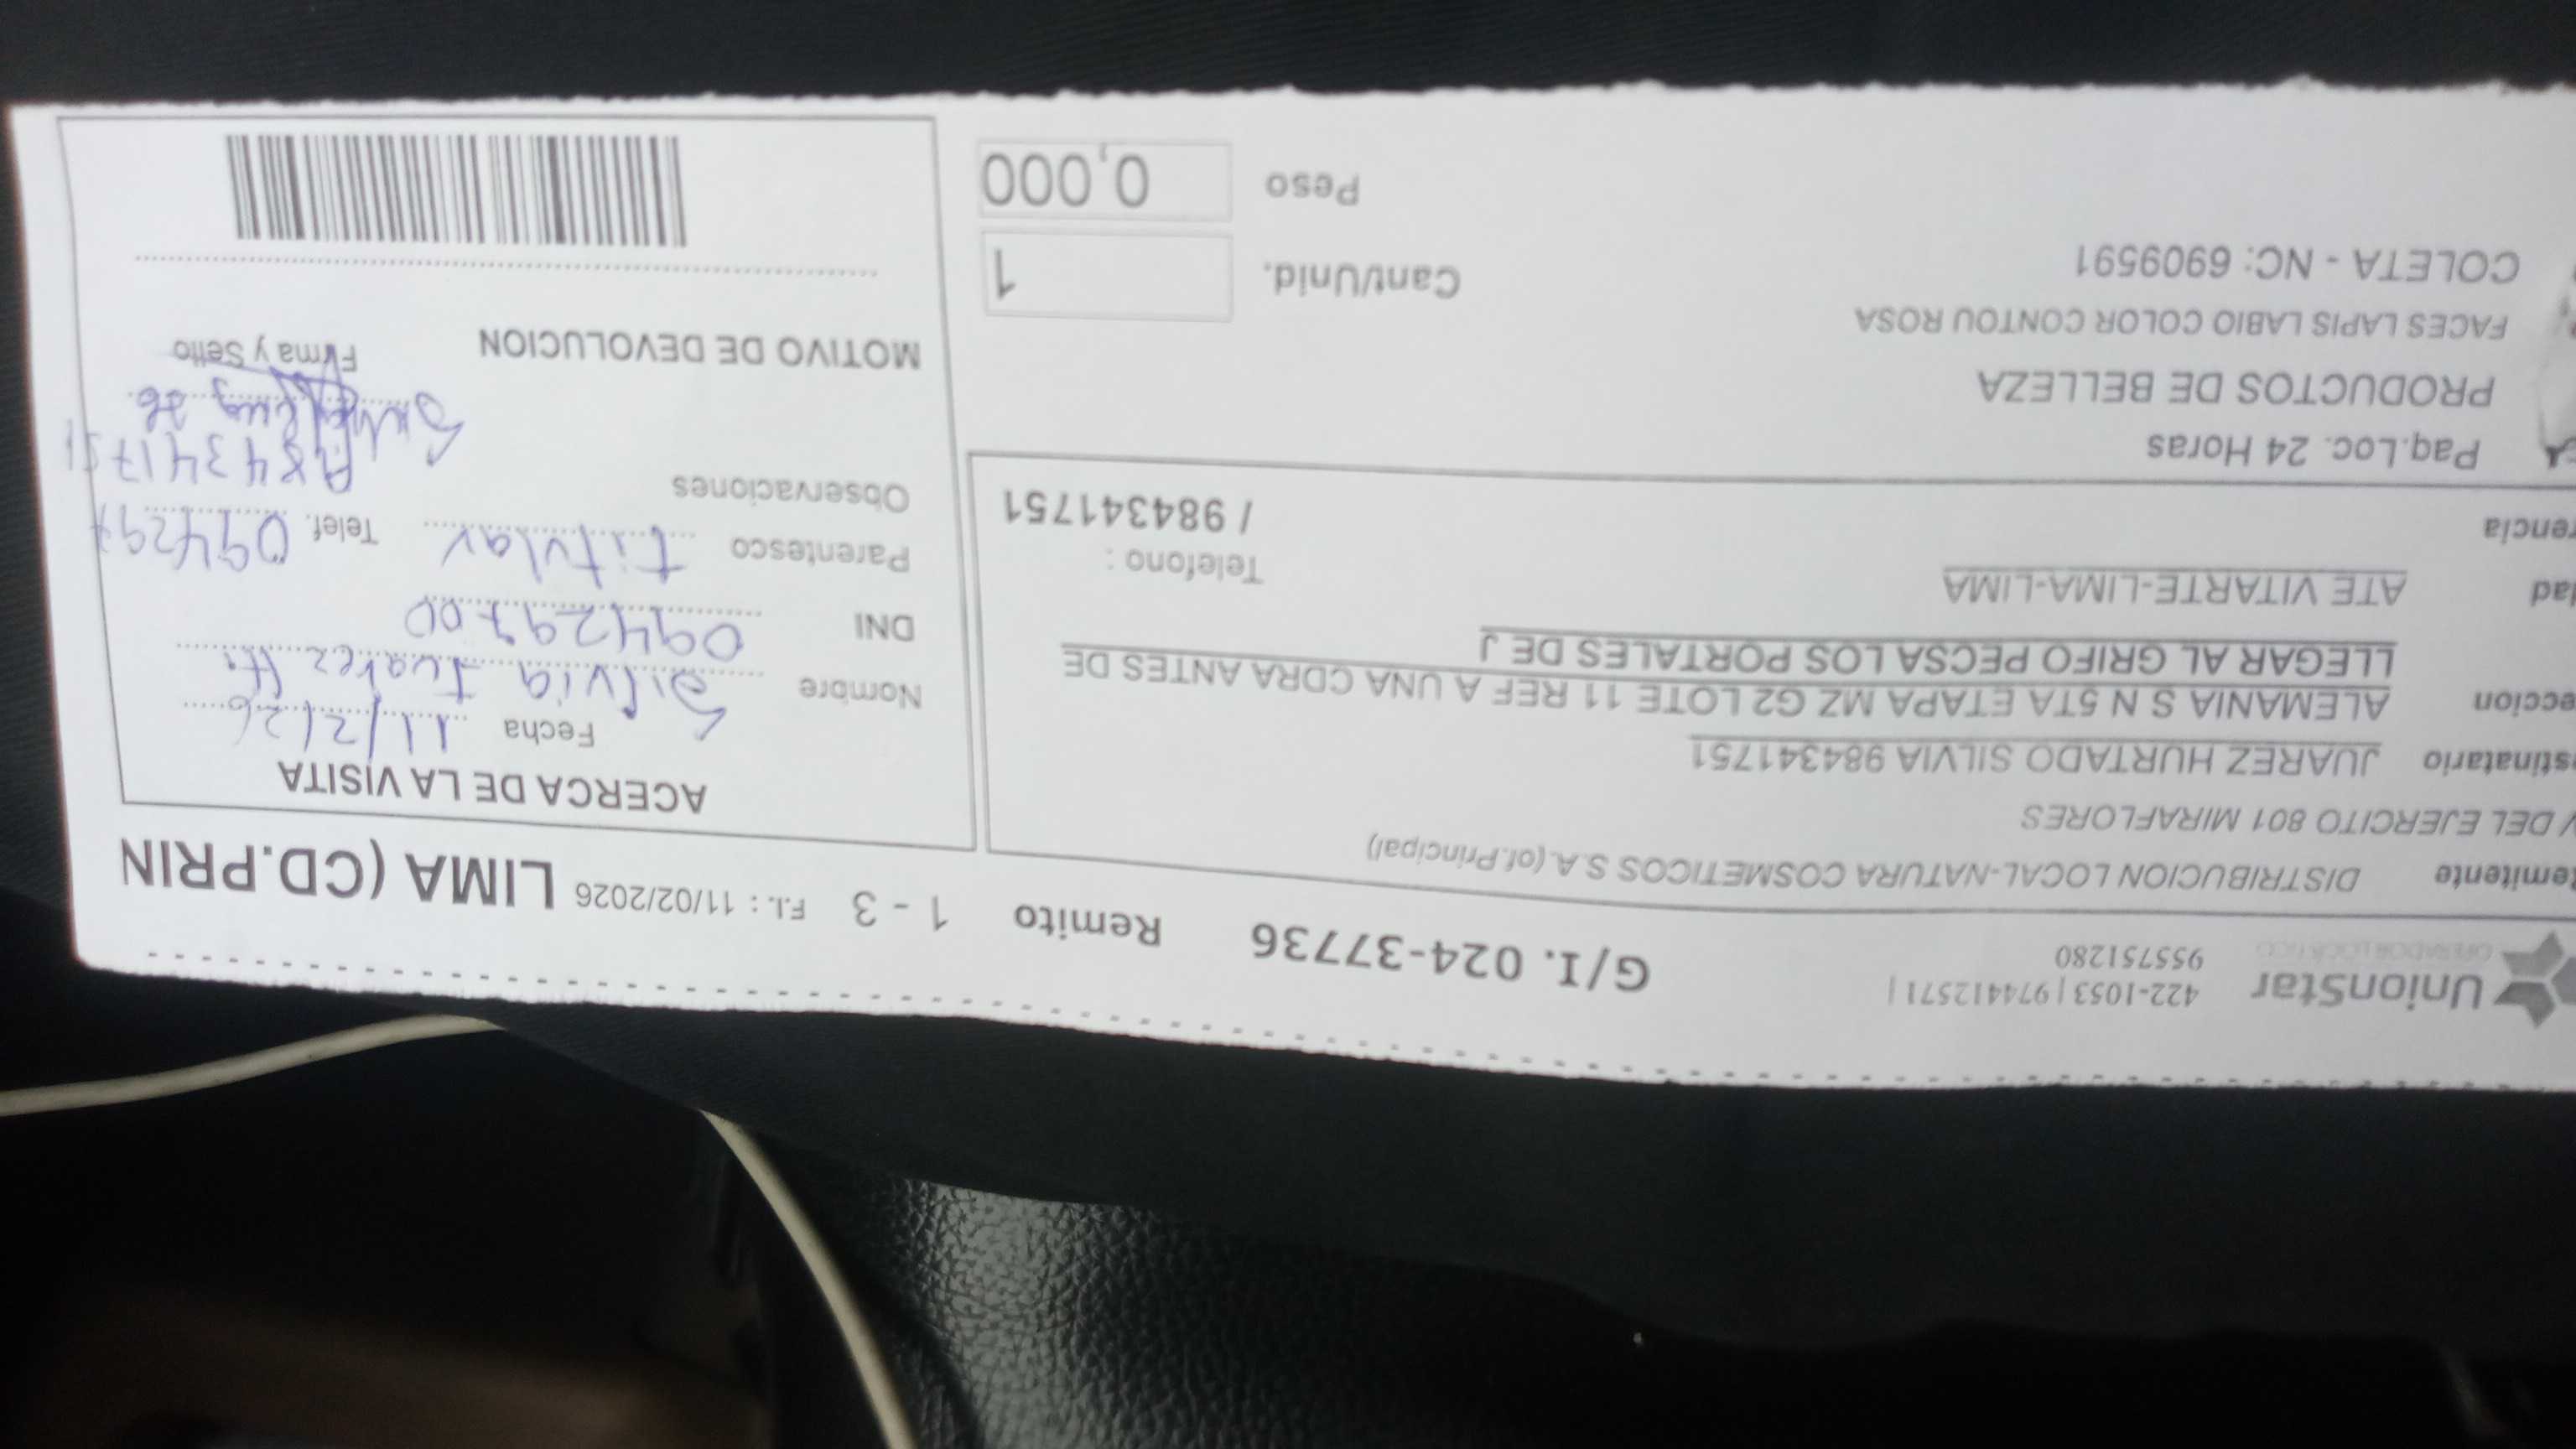 UnionStar 422-1053 | 974412571 |
OPERADOR LOGISTICO 955751280
G/I. 024-37736 Remito 1 - 3 F.I. : 11/02/2026 LIMA (CD.PRIN
emitente DISTRIBUCION LOCAL-NATURA COSMETICOS S.A. (of.Principal)
DEL EJERCITO 801 MIRAFLORES
stinatario JUAREZ HURTADO SILVIA 984341751
eccion ALEMANIA S N 5TA ETAPA MZ G2 LOTE 11 REF A UNA CDRA ANTES DE
LLEGAR AL GRIFO PECSA LOS PORTALES DE J
dad ATE VITARTE-LIMA-LIMA
Telefono :
rencia / 984341751
Paq.Loc. 24 Horas
PRODUCTOS DE BELLEZA
FACES LAPIS LABIO COLOR CONTOU ROSA
COLETA - NC: 6909591
Cant/Unid. 1
Peso 0,000
ACERCA DE LA VISITA
Fecha 11/2/26
Nombre Silvia Juarez H.
DNI 09429700
Parentesco titular Telef. 094297
Observaciones
MOTIVO DE DEVOLUCION Firma y Sello